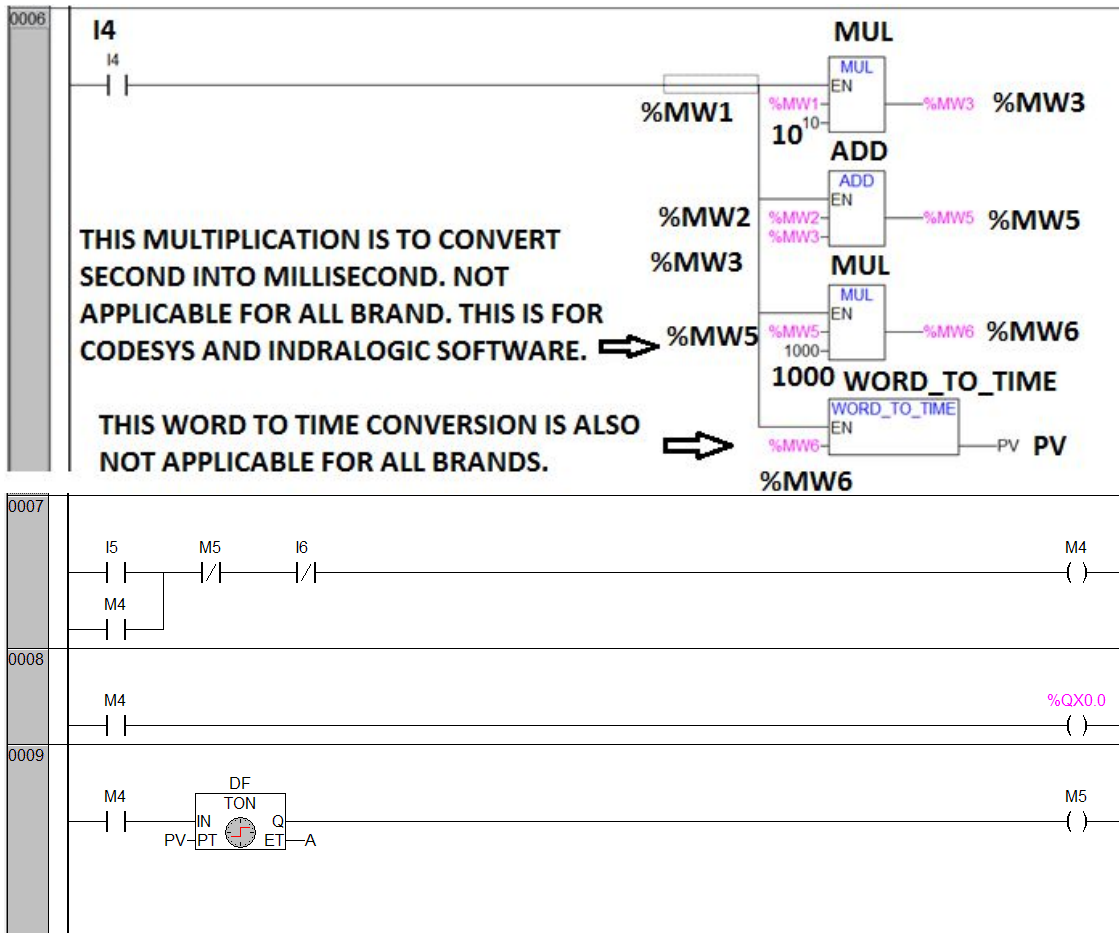 0006
I4
I4
MUL
MUL
EN
%MW1
%MW1
%MW3
%MW3
10
10
ADD
ADD
EN
%MW2
%MW2
%MW5
%MW5
%MW3
%MW3
MUL
MUL
EN
%MW5
%MW5
%MW6
%MW6
1000
1000
THIS MULTIPLICATION IS TO CONVERT
SECOND INTO MILLISECOND. NOT
APPLICABLE FOR ALL BRAND. THIS IS FOR
CODESYS AND INDRALOGIC SOFTWARE.
WORD_TO_TIME
WORD_TO_TIME
EN
%MW6
PV
PV
%MW6
THIS WORD TO TIME CONVERSION IS ALSO
NOT APPLICABLE FOR ALL BRANDS.
0007
I5
M5
I6
M4
M4
0008
M4
%QX0.0
0009
M4
DF
TON
IN
Q
PV
PT
ET
A
M5